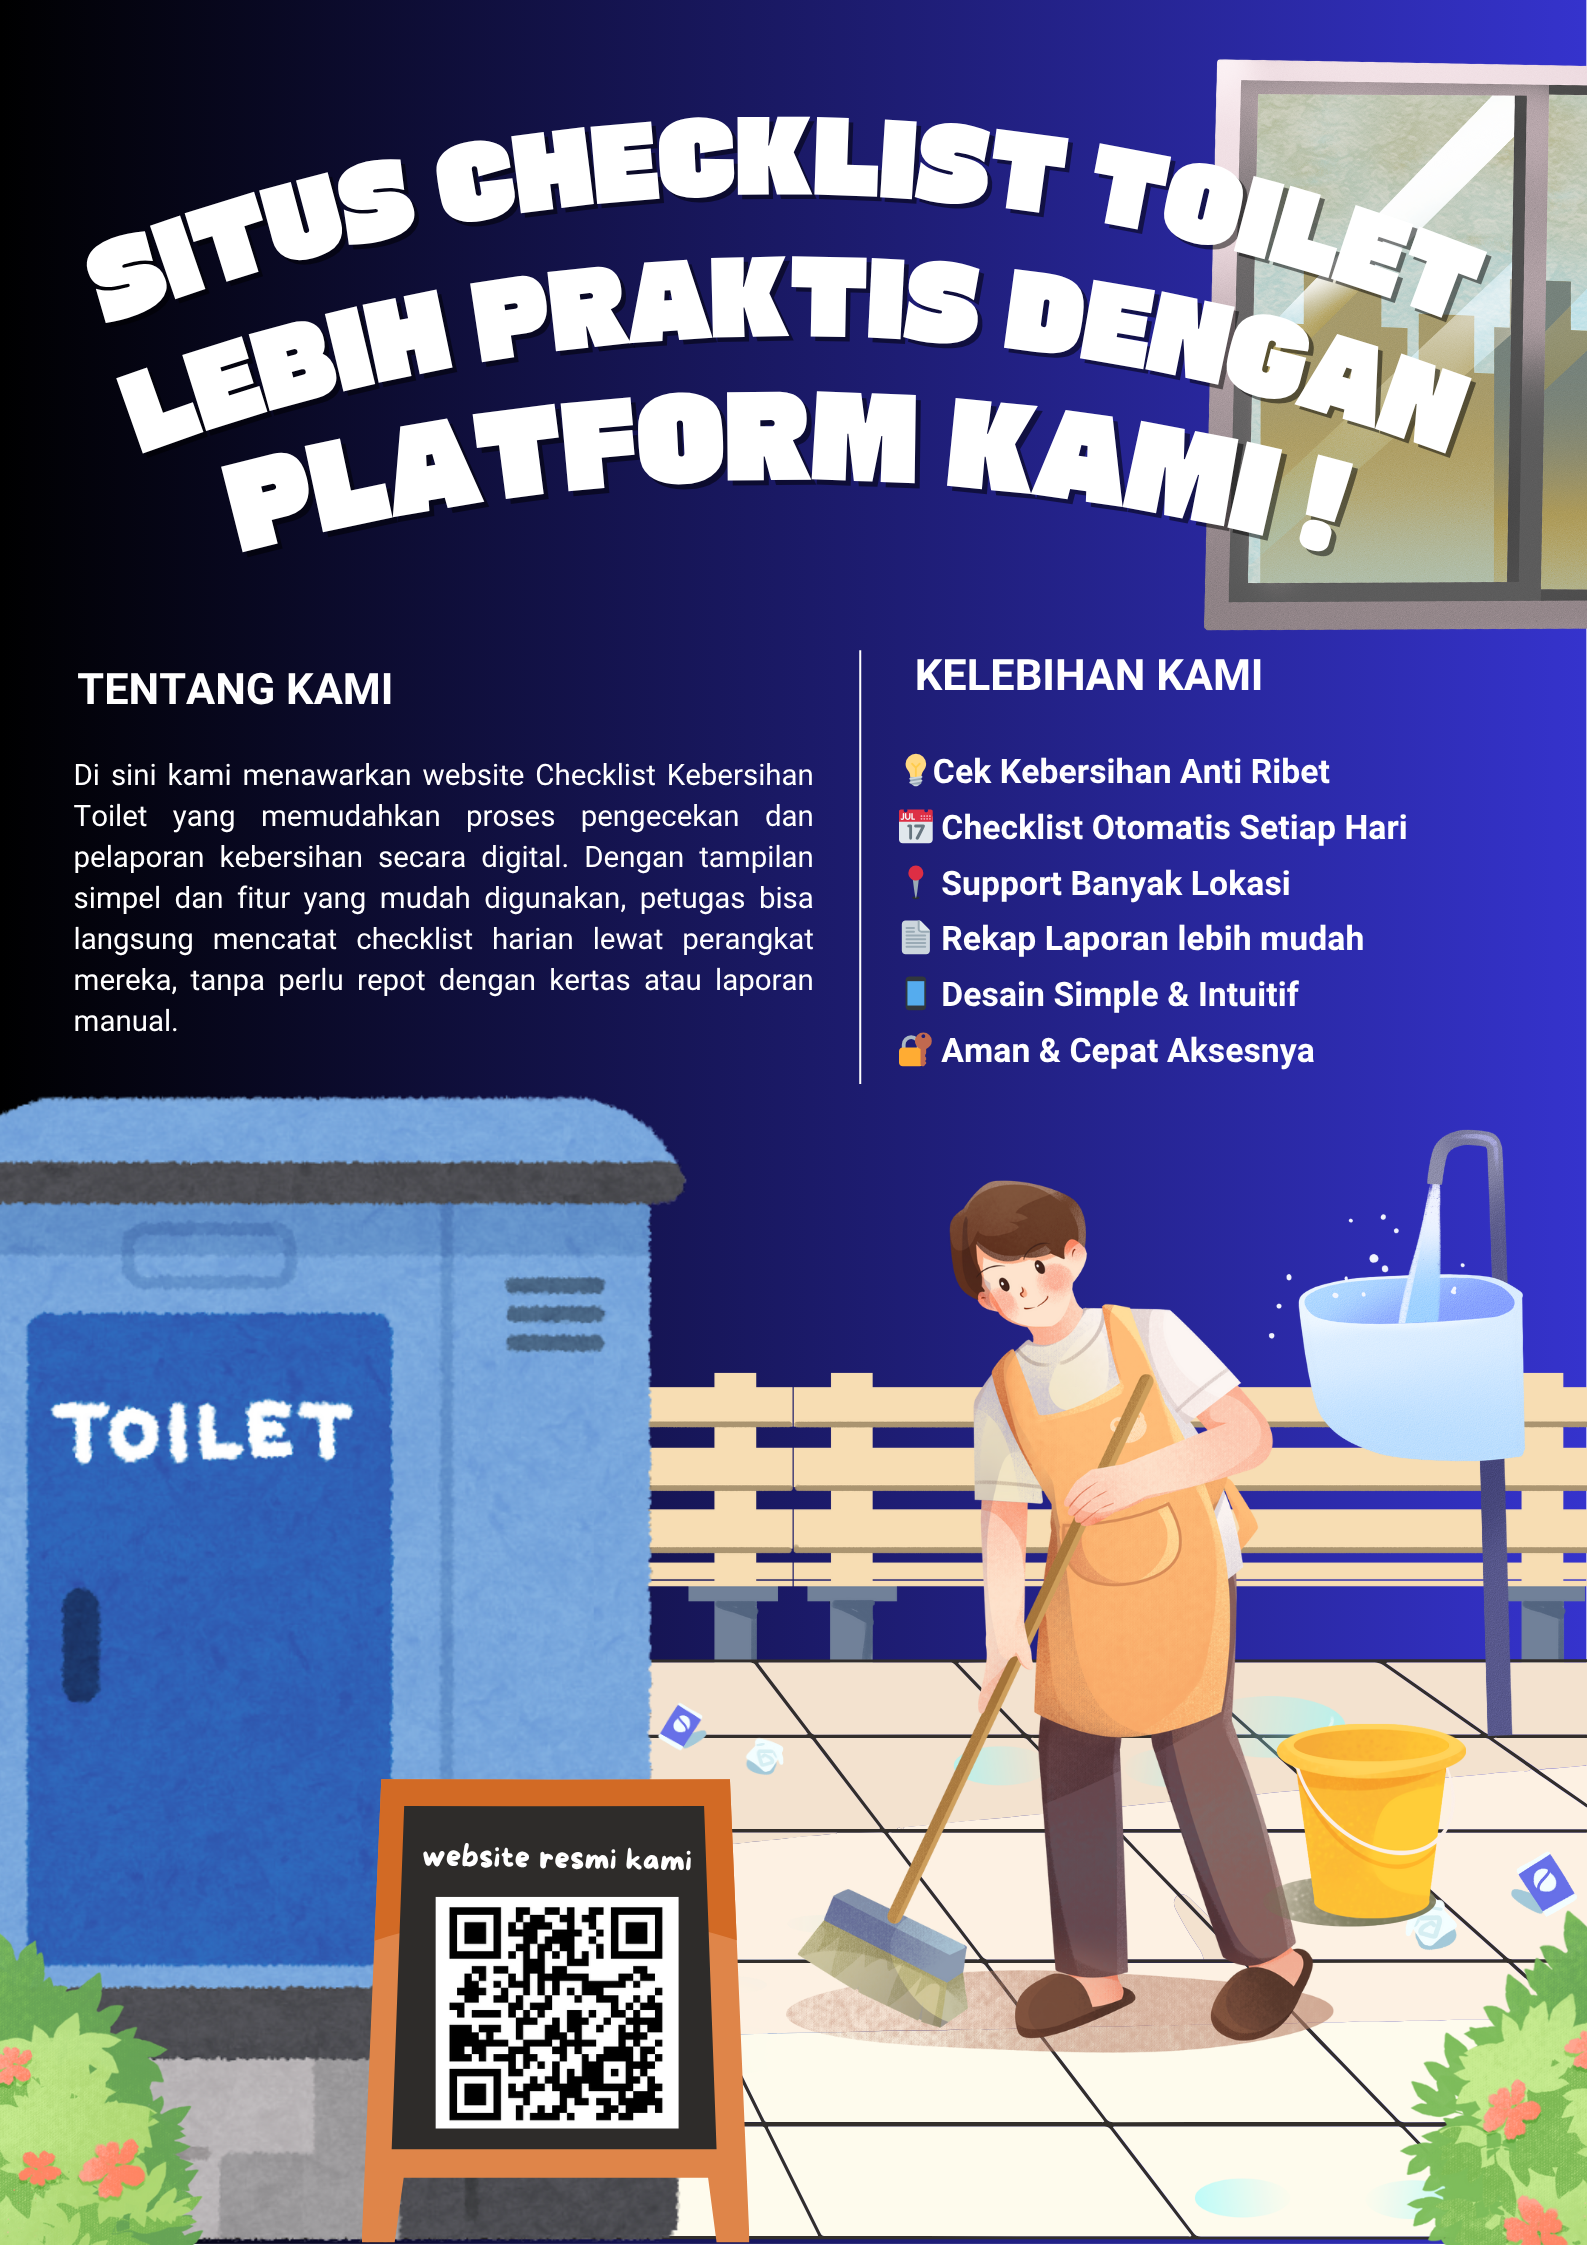 SITUS CHECKLIST TOILET
LEBIH PRAKTIS DENGAN
PLATFORM KAMI !
TENTANG KAMI
Di sini kami menawarkan website Checklist Kebersihan
Toilet yang memudahkan proses pengecekan dan
pelaporan kebersihan secara digital. Dengan tampilan
simpel dan fitur yang mudah digunakan, petugas bisa
langsung mencatat checklist harian lewat perangkat
mereka, tanpa perlu repot dengan kertas atau laporan
manual.
KELEBIHAN KAMI
💡Cek Kebersihan Anti Ribet
📅 Checklist Otomatis Setiap Hari
📍 Support Banyak Lokasi
📄 Rekap Laporan lebih mudah
📱 Desain Simple & Intuitif
🔐 Aman & Cepat Aksesnya
TOILET
website resmi kami